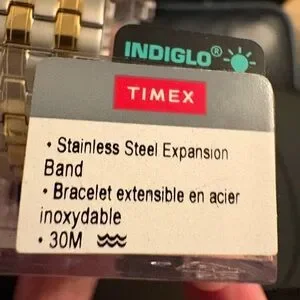 INDIGLO®
TIMEX
• Stainless Steel Expansion
Band
• Bracelet extensible en acier
inoxydable
• 30M